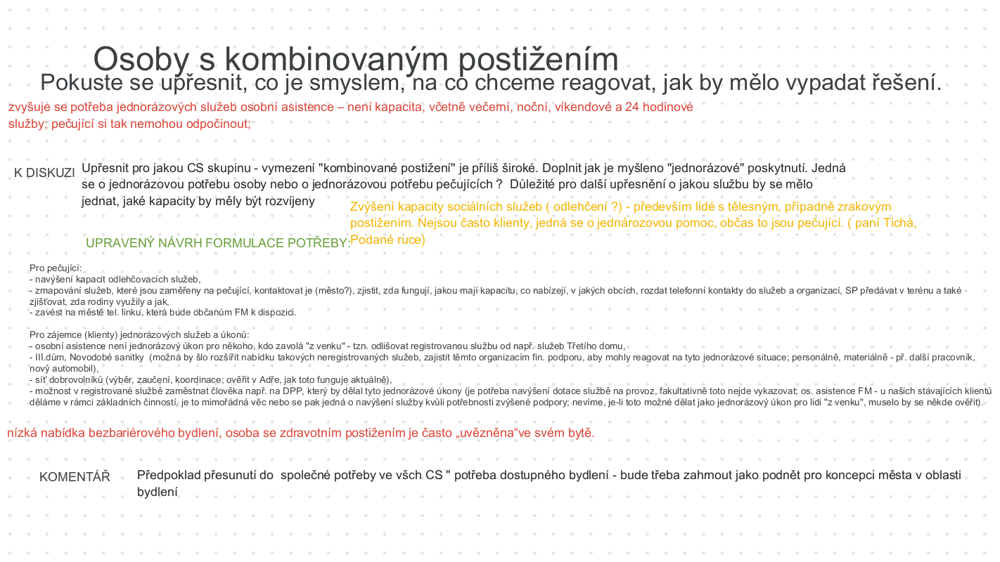 Osoby s kombinovaným postižením
Pokuste se upřesnit, co je smyslem, na co chceme reagovat, jak by mělo vypadat řešení.
zvyšuje se potřeba jednorázových služeb osobní asistence – není kapacita, včetně večerní, noční, víkendové a 24 hodinové
služby; pečující si tak nemohou odpočinout;
K DISKUZI
Upřesnit pro jakou CS skupinu - vymezení "kombinované postižení" je příliš široké. Doplnit jak je myšleno "jednorázové" poskytnutí. Jedná
se o jednorázovou potřebu osoby nebo o jednorázovou potřebu pečujících ?  Důležité pro další upřesnění o jakou službu by se mělo
jednat, jaké kapacity by měly být rozvijeny
Zvýšení kapacity sociálních služeb ( odlehčení ?) - především lidé s tělesným, případně zrakovým
postižením. Nejsou často klienty, jedná se o jednározovou pomoc, občas to jsou pečující. ( paní Tichá,
Podané ruce)
UPRAVENÝ NÁVRH FORMULACE POTŘEBY:
Pro pečující:
- navýšení kapacit odlehčovacích služeb,
- zmapování služeb, které jsou zaměřeny na pečující, kontaktovat je (město?), zjistit, zda fungují, jakou mají kapacitu, co nabízejí, v jakých obcích, rozdat telefonní kontakty do služeb a organizací, SP předávat v terénu a také
zjišťovat, zda rodiny využily a jak,
- zavést na městě tel. linku, která bude občanům FM k dispozici.
Pro zájemce (klienty) jednorázových služeb a úkonů:
- osobní asistence není jednorázový úkon pro někoho, kdo zavolá "z venku" - tzn. odlišovat registrovanou službu od např. služeb Třetího domu,
- III.dům, Novodobé sanitky  (možná by šlo rozšířit nabídku takových neregistrovaných služeb, zajistit těmto organizacím fin. podporu, aby mohly reagovat na tyto jednorázové situace; personálně, materiálně - př. další pracovník,
nový automobil),
- síť dobrovolníků (výběr, zaučení, koordinace; ověřit v Adře, jak toto funguje aktuálně),
- možnost v registrované službě zaměstnat člověka např. na DPP, který by dělal tyto jednorázové úkony (je potřeba navýšení dotace službě na provoz, fakultativně toto nejde vykazovat; os. asistence FM - u našich stávajících klientů
děláme v rámci základních činností, je to mimořádná věc nebo se pak jedná o navýšení služby kvůli potřebnosti zvýšené podpory; nevíme, je-li toto možné dělat jako jednorázový úkon pro lidi "z venku", muselo by se někde ověřit).
nízká nabídka bezbariérového bydlení, osoba se zdravotním postižením je často „uvězněna“ve svém bytě.
KOMENTÁŘ
Předpoklad přesunutí do  společné potřeby ve všch CS " potřeba dostupného bydlení - bude třeba zahrnout jako podnět pro koncepci města v oblasti
bydlení